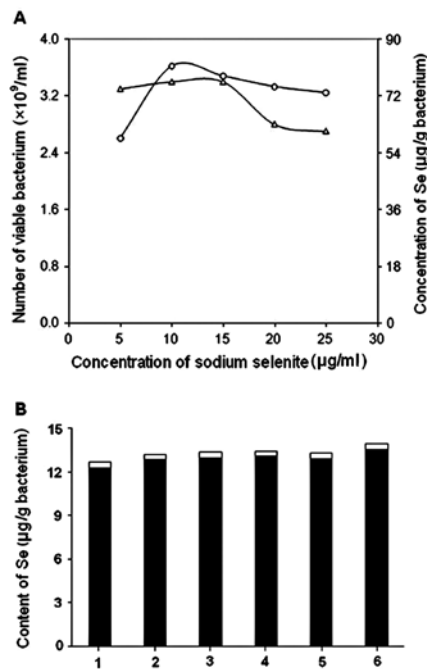 A
4.0
3.2
2.4
1.6
0.8
0.0
Number of viable bacterium (×10⁹/ml)
90
72
54
36
18
0
Concentration of Se (µg/g bacterium)
0 5 10 15 20 25 30
Concentration of sodium selenite(µg/ml)
B
15
12
9
6
3
0
Content of Se (µg/g bacterium)
1 2 3 4 5 6